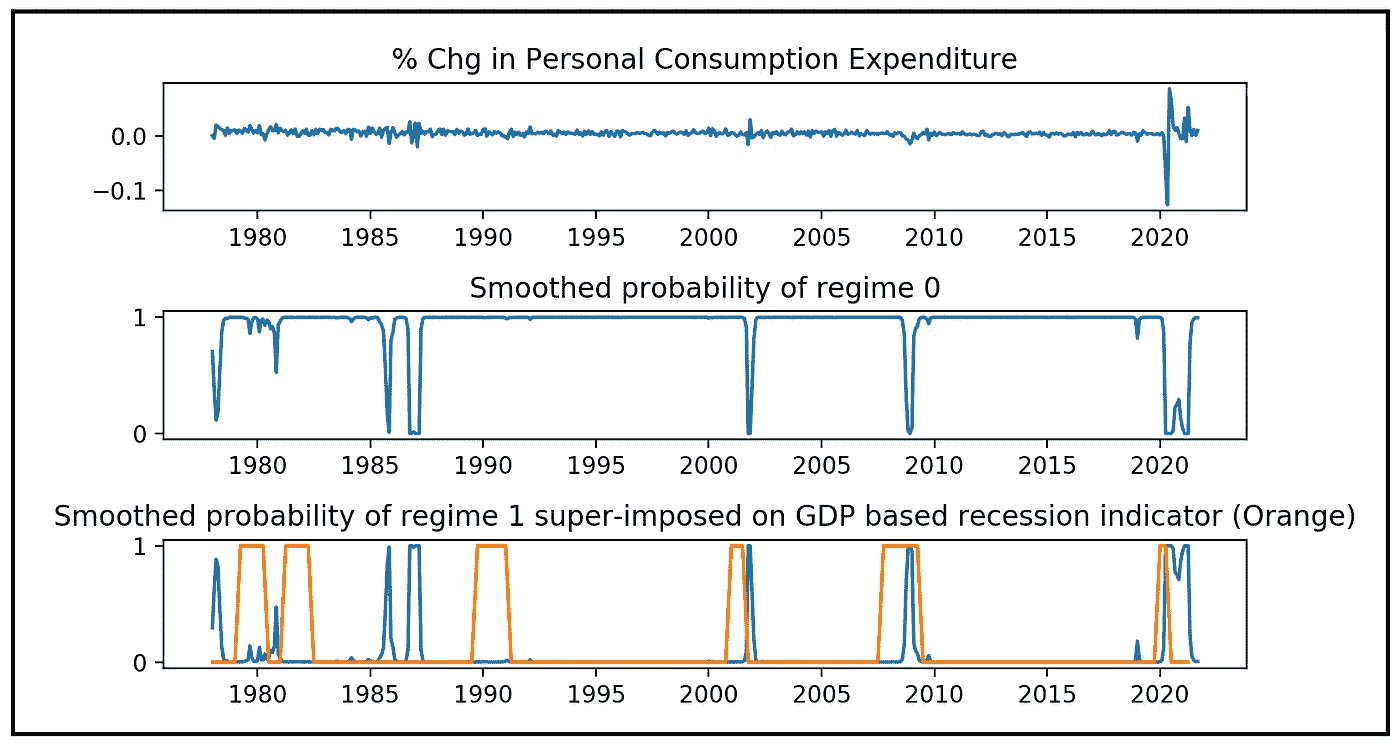 % Chg in Personal Consumption Expenditure
0.0
−0.1
1980 1985 1990 1995 2000 2005 2010 2015 2020
Smoothed probability of regime 0
1
0
1980 1985 1990 1995 2000 2005 2010 2015 2020
Smoothed probability of regime 1 super-imposed on GDP based recession indicator (Orange)
1
0
1980 1985 1990 1995 2000 2005 2010 2015 2020